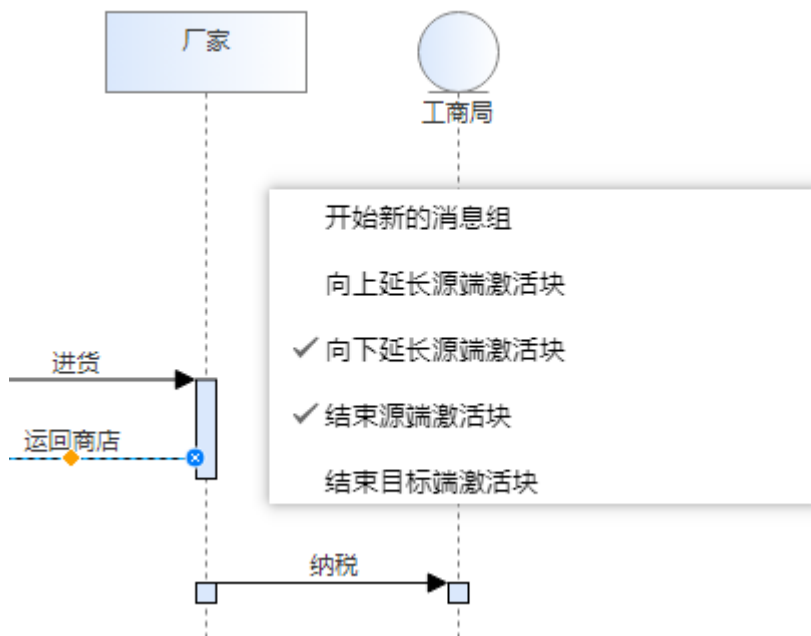 厂家
工商局
开始新的消息组
向上延长源端激活块
向下延长源端激活块
进货
结束源端激活块
运回商店
结束目标端激活块
纳税